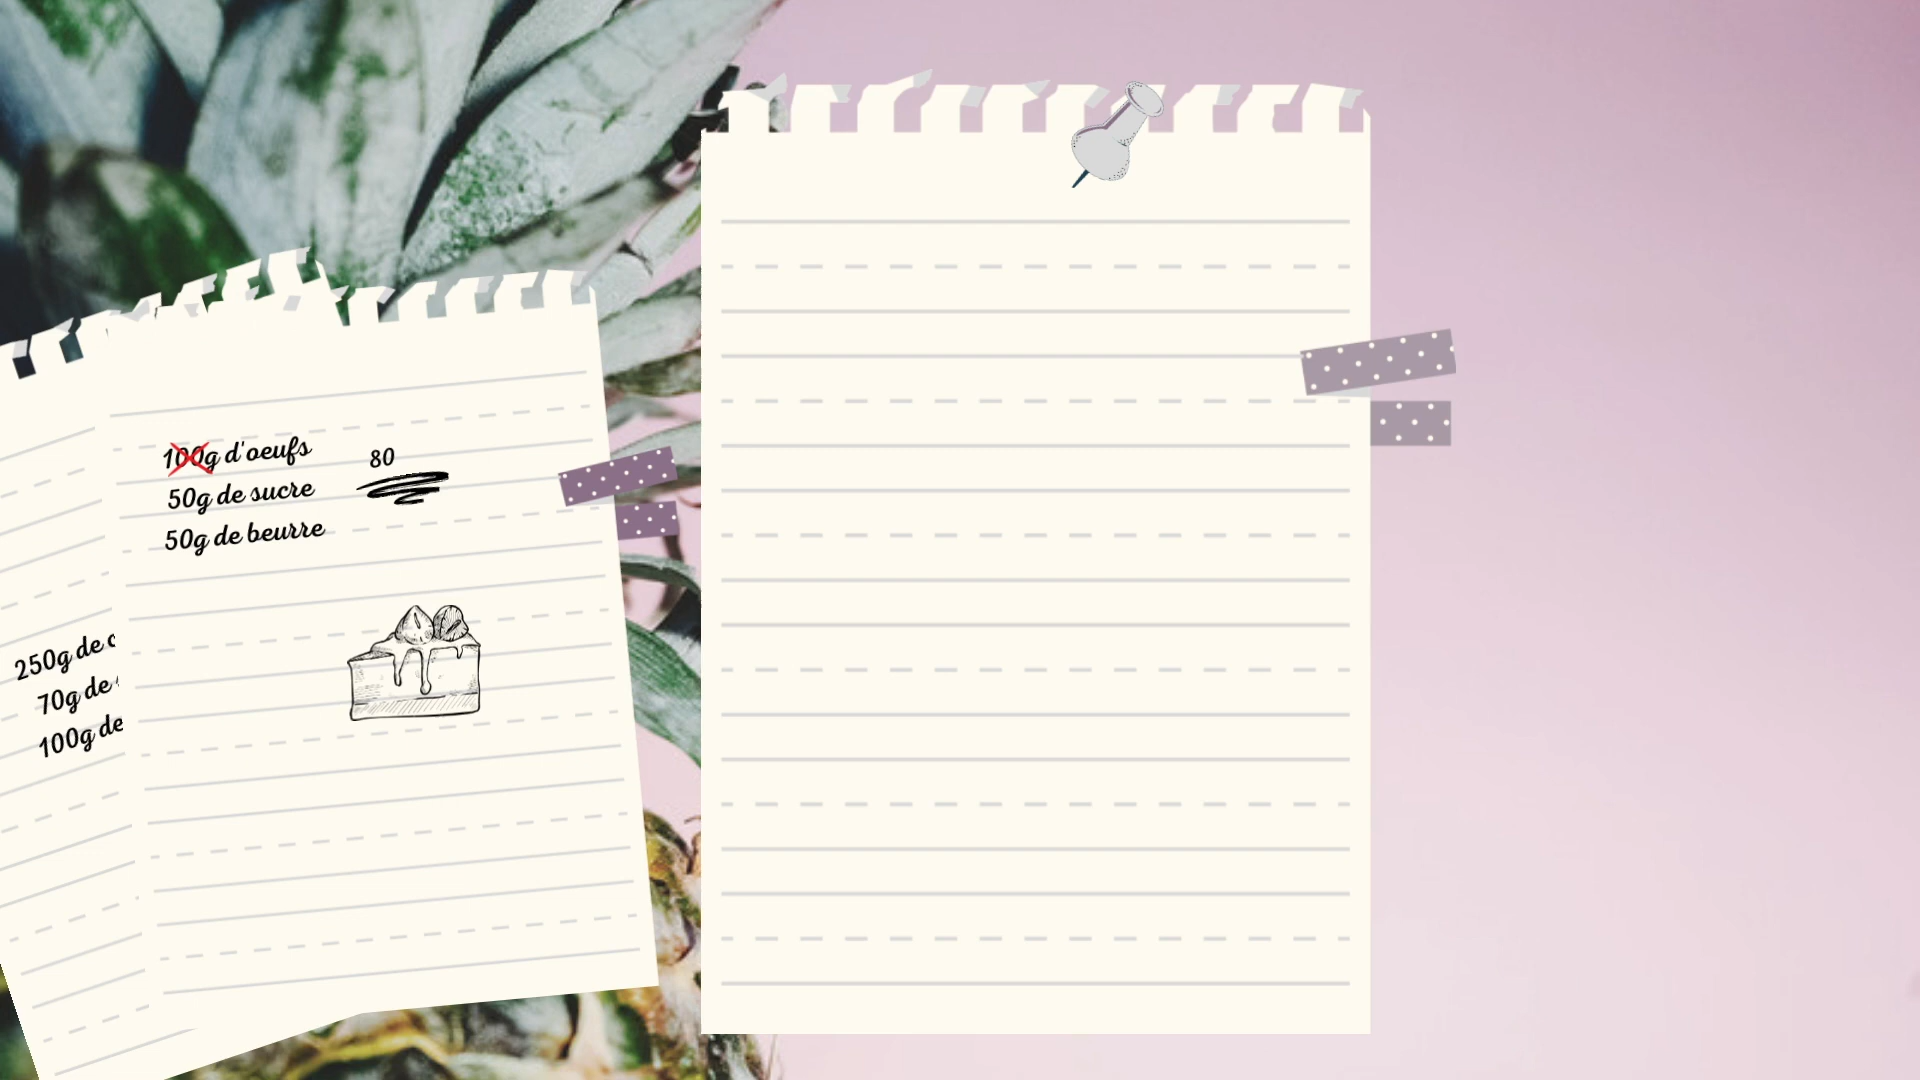 100g d'oeufs 80
50g de sucre
50g de beurre
250g de
70g de
100g de